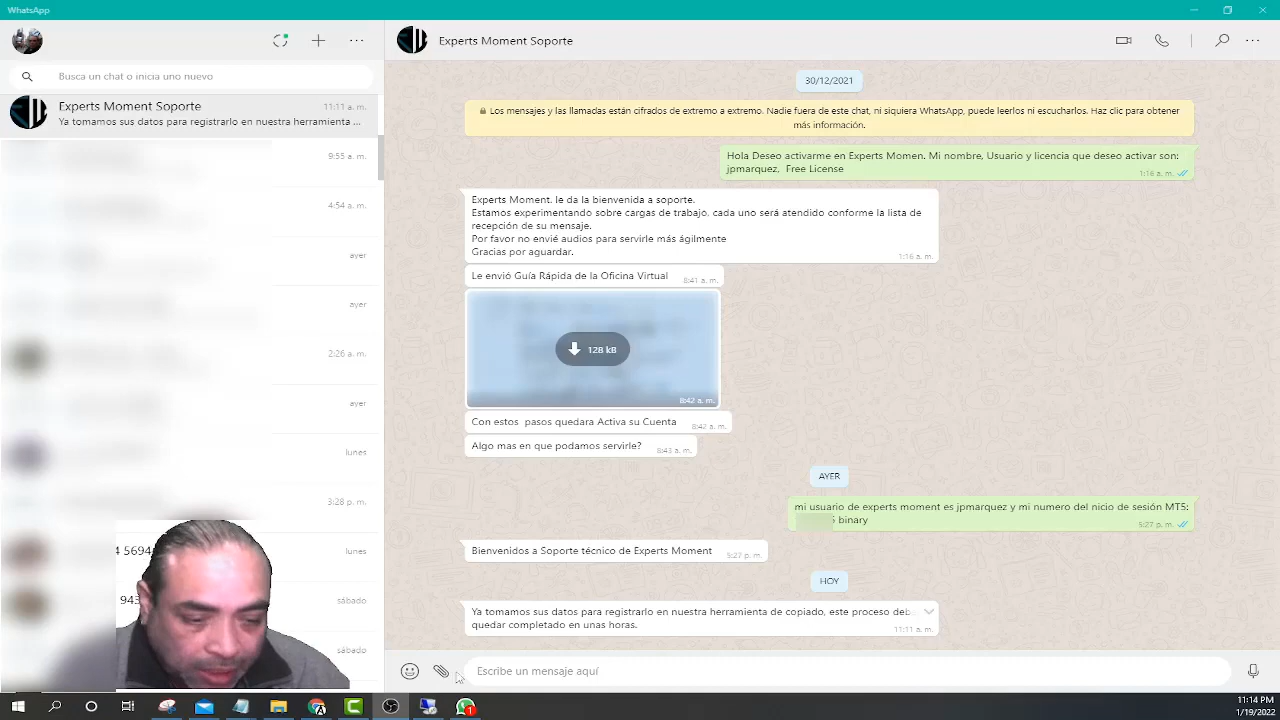 WhatsApp
Busca un chat o inicia uno nuevo
Experts Moment Soporte
11:11 a. m.
Ya tomamos sus datos para registrarlo en nuestra herramienta ...
9:55 a. m.
4:54 a. m.
ayer
ayer
2:26 a. m.
ayer
lunes
3:28 p. m.
lunes
4 5694
sábado
943
sábado
Experts Moment Soporte
30/12/2021
Los mensajes y las llamadas están cifrados de extremo a extremo. Nadie fuera de este chat, ni siquiera WhatsApp, puede leerlos ni escucharlos. Haz clic para obtener
más información.
Hola Deseo activarme en Experts Momen. Mi nombre, Usuario y licencia que deseo activar son:
jpmarquez, Free License
1:16 a. m.
Experts Moment. le da la bienvenida a soporte.
Estamos experimentando sobre cargas de trabajo, cada uno será atendido conforme la lista de
recepción de su mensaje.
Por favor no envié audios para servirle más ágilmente
Gracias por aguardar.
1:16 a. m.
Le envió Guía Rápida de la Oficina Virtual
8:41 a. m.
128 kB
8:42 a. m.
Con estos pasos quedara Activa su Cuenta
8:42 a. m.
Algo mas en que podamos servirle?
8:43 a. m.
AYER
mi usuario de experts moment es jpmarquez y mi numero del nicio de sesión MT5:
5 binary
5:27 p. m.
Bienvenidos a Soporte técnico de Experts Moment
5:27 p. m.
HOY
Ya tomamos sus datos para registrarlo en nuestra herramienta de copiado, este proceso deb
quedar completado en unas horas.
11:11 a. m.
Escribe un mensaje aquí
1
11:14 PM
1/19/2022